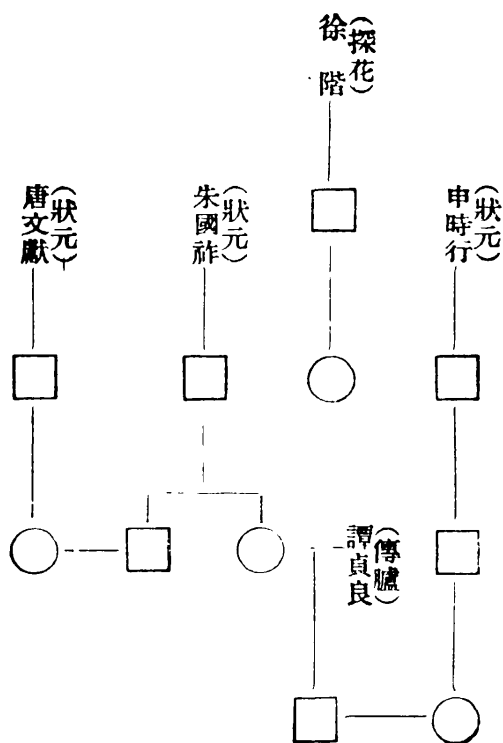 (狀元)
申時行
(探花)
徐階
(狀元)
朱國祚
(狀元)
唐文獻
(傳臚)
譚貞良